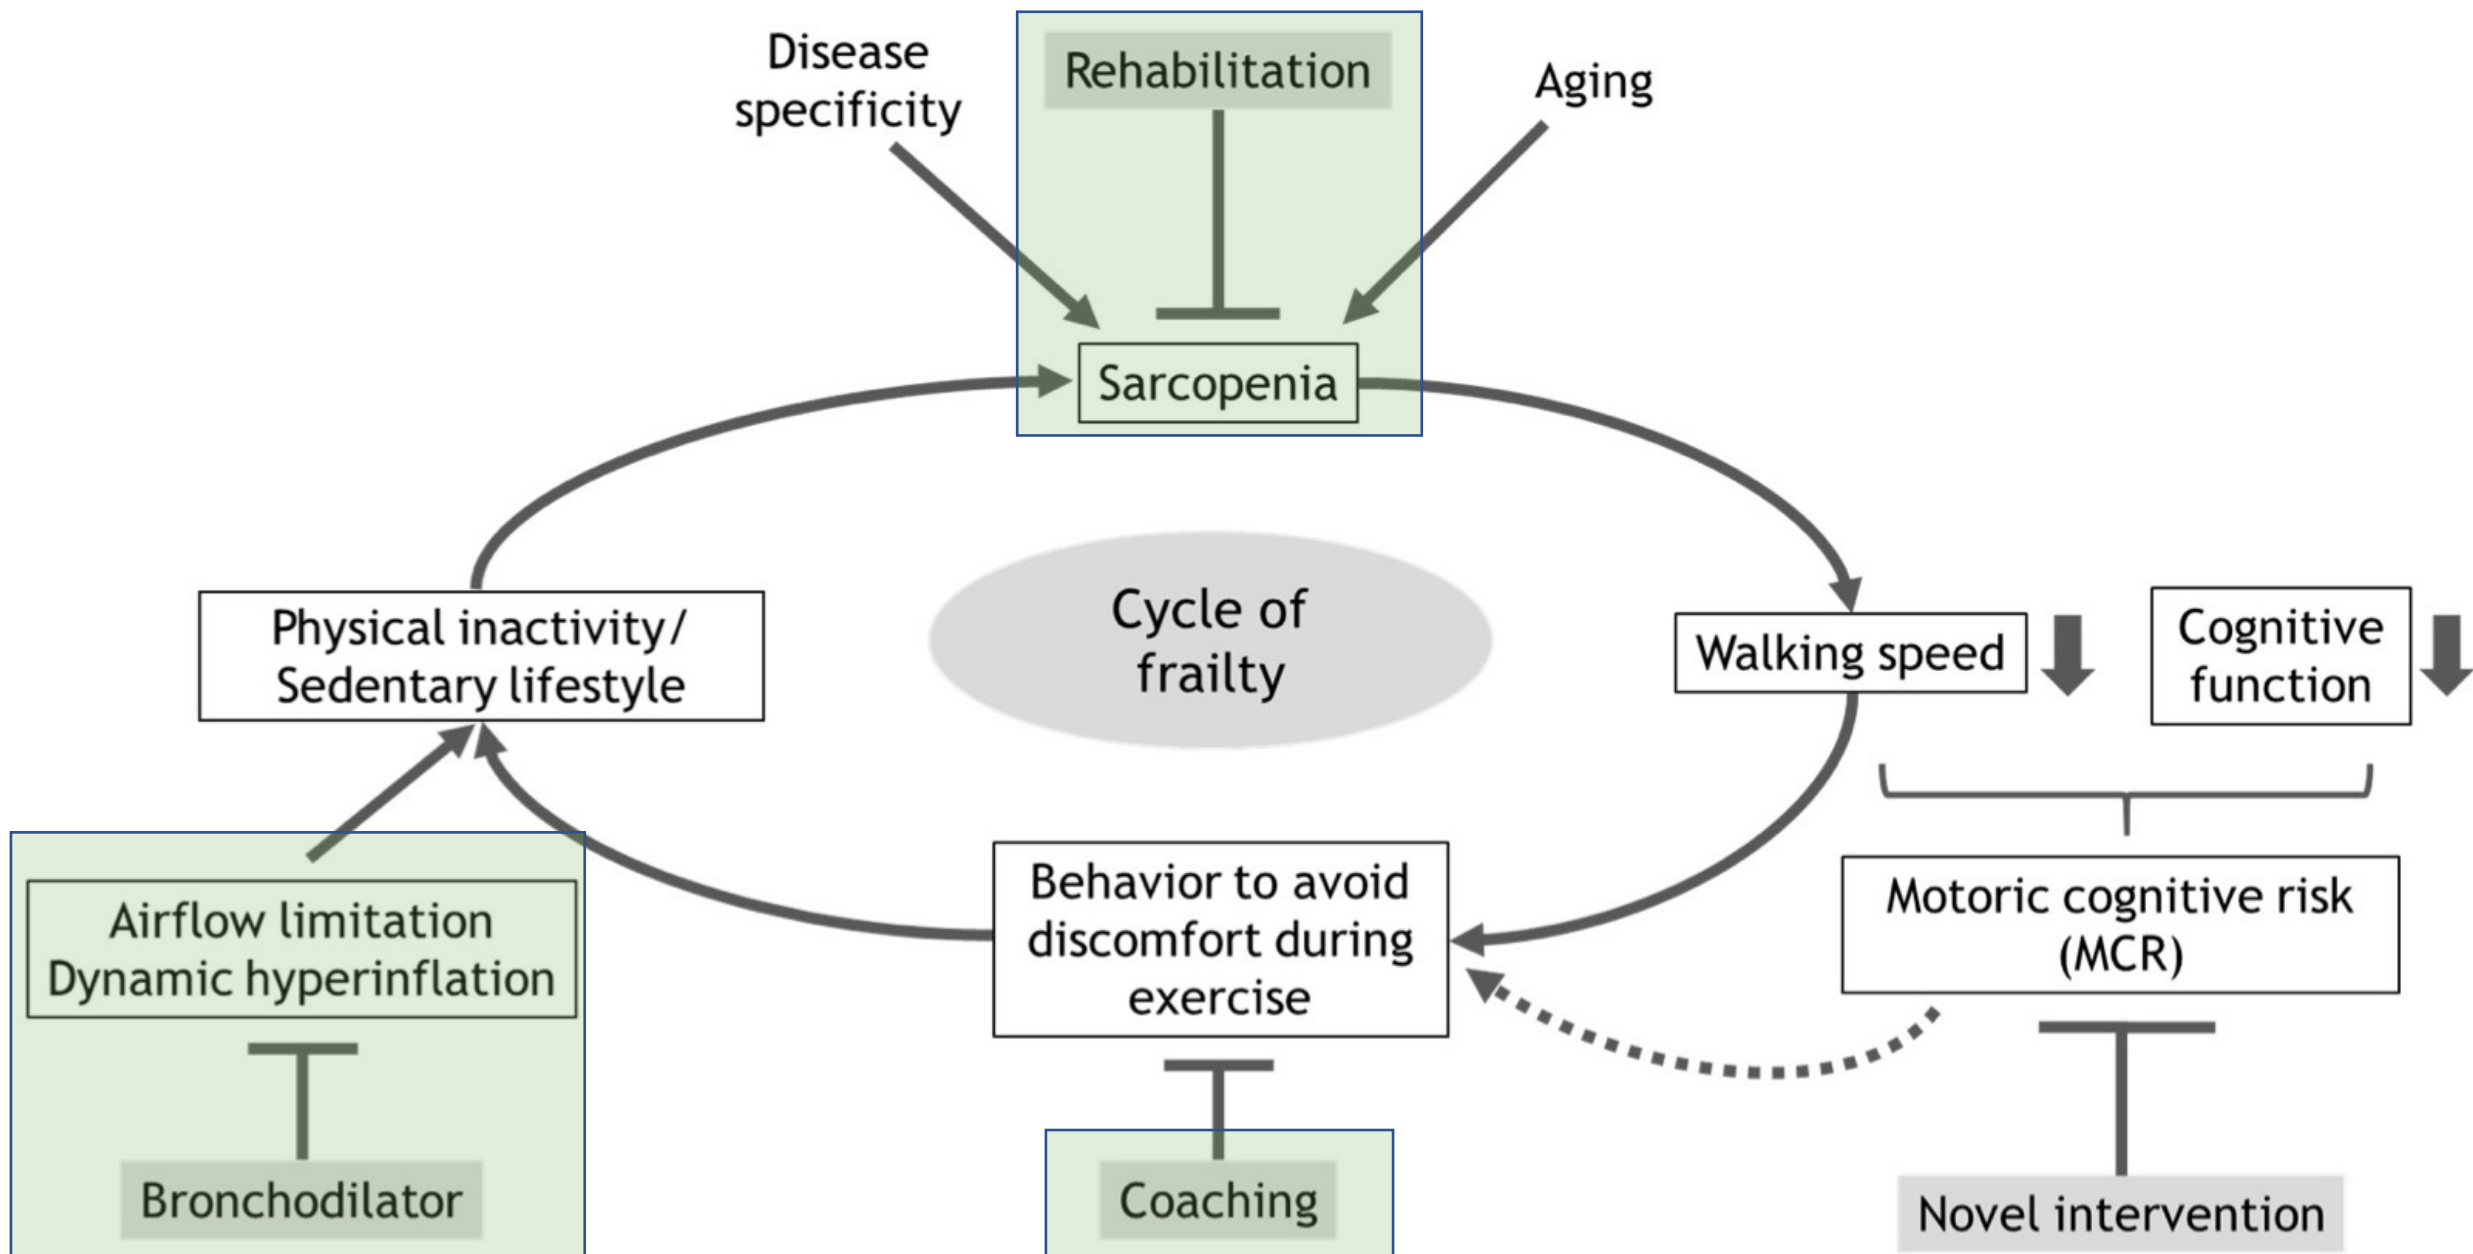 Disease
specificity
Rehabilitation
Aging
Sarcopenia
Cycle of
frailty
Physical inactivity/
Sedentary lifestyle
Walking speed
Cognitive
function
Airflow limitation
Dynamic hyperinflation
Behavior to avoid
discomfort during
exercise
Motoric cognitive risk
(MCR)
Bronchodilator
Coaching
Novel intervention